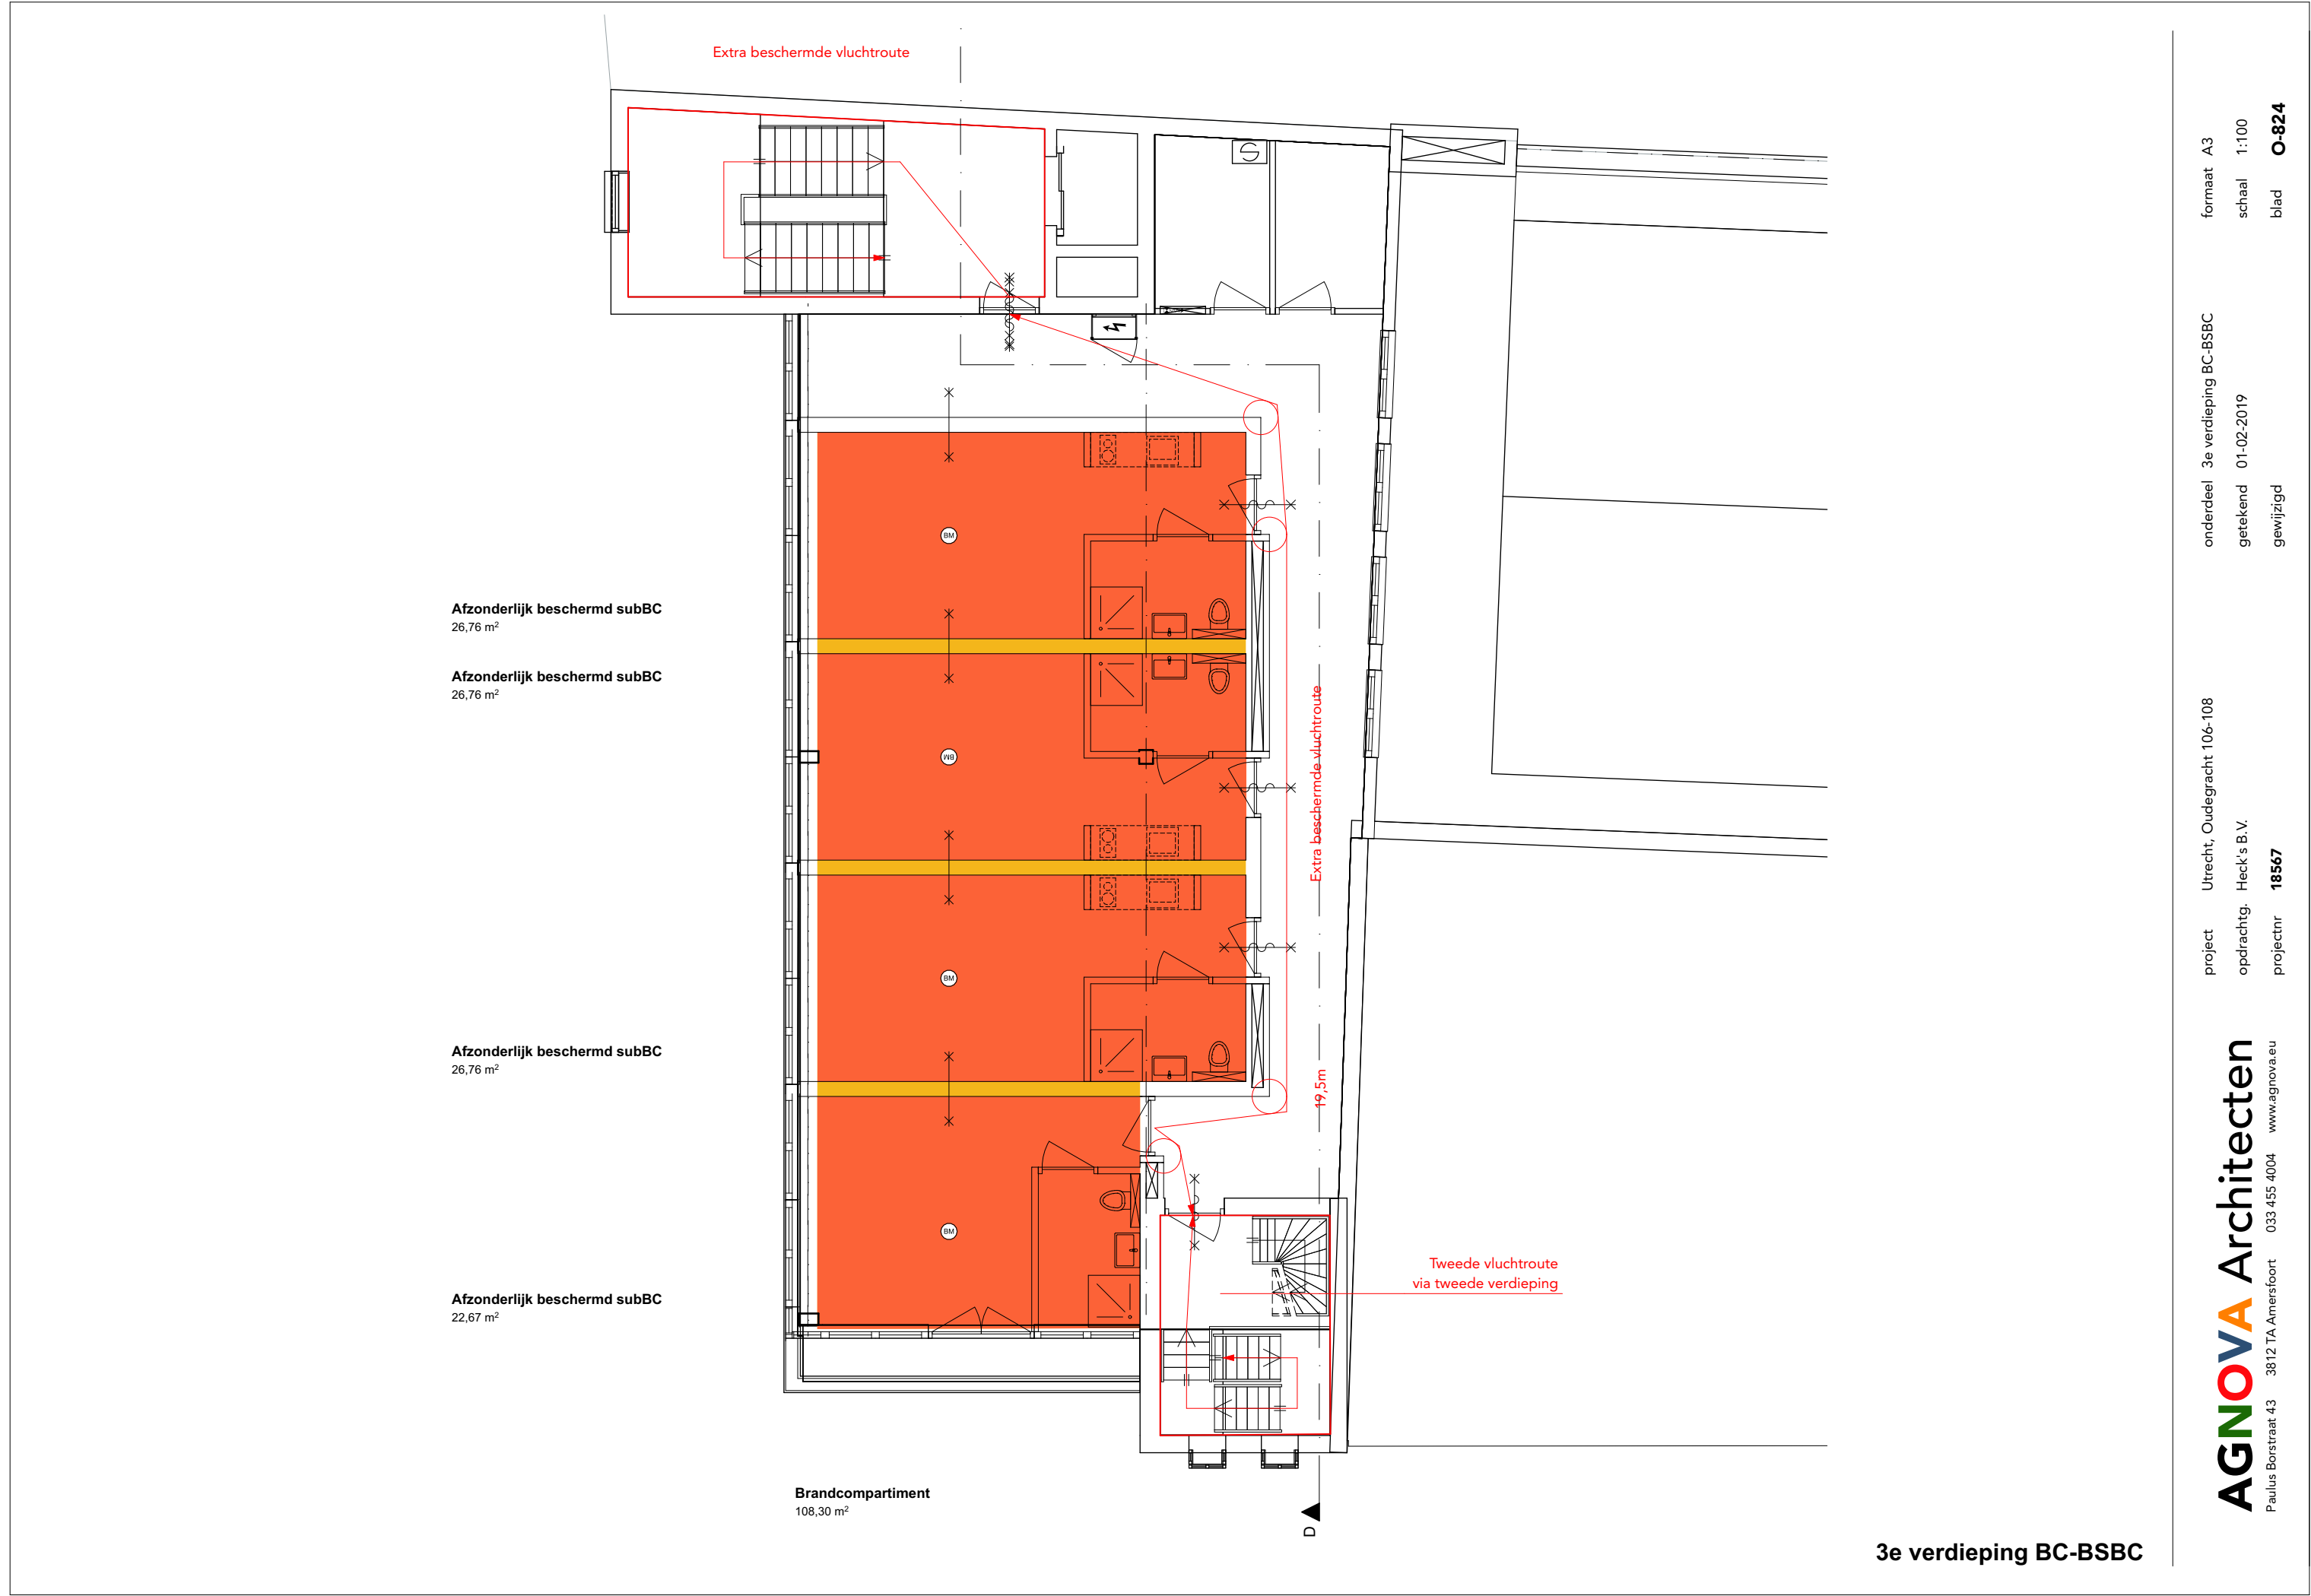 Extra beschermde vluchtroute
BM
Afzonderlijk beschermd subBC
26,76 m²
Afzonderlijk beschermd subBC
26,76 m²
BM
Extra beschermde vluchtroute
BM
Afzonderlijk beschermd subBC
26,76 m²
19,5m
BM
Afzonderlijk beschermd subBC
22,67 m²
Tweede vluchtroute
via tweede verdieping
Brandcompartiment
108,30 m²
D
3e verdieping BC-BSBC
AGNOVA Architecten
Paulus Borstraat 43 3812 TA Amersfoort 033 455 4004 www.agnova.eu
project Utrecht, Oudegracht 106-108
opdrachtg. Heck's B.V.
projectnr 18567
onderdeel 3e verdieping BC-BSBC
getekend 01-02-2019
gewijzigd
formaat A3
schaal 1:100
blad O-824